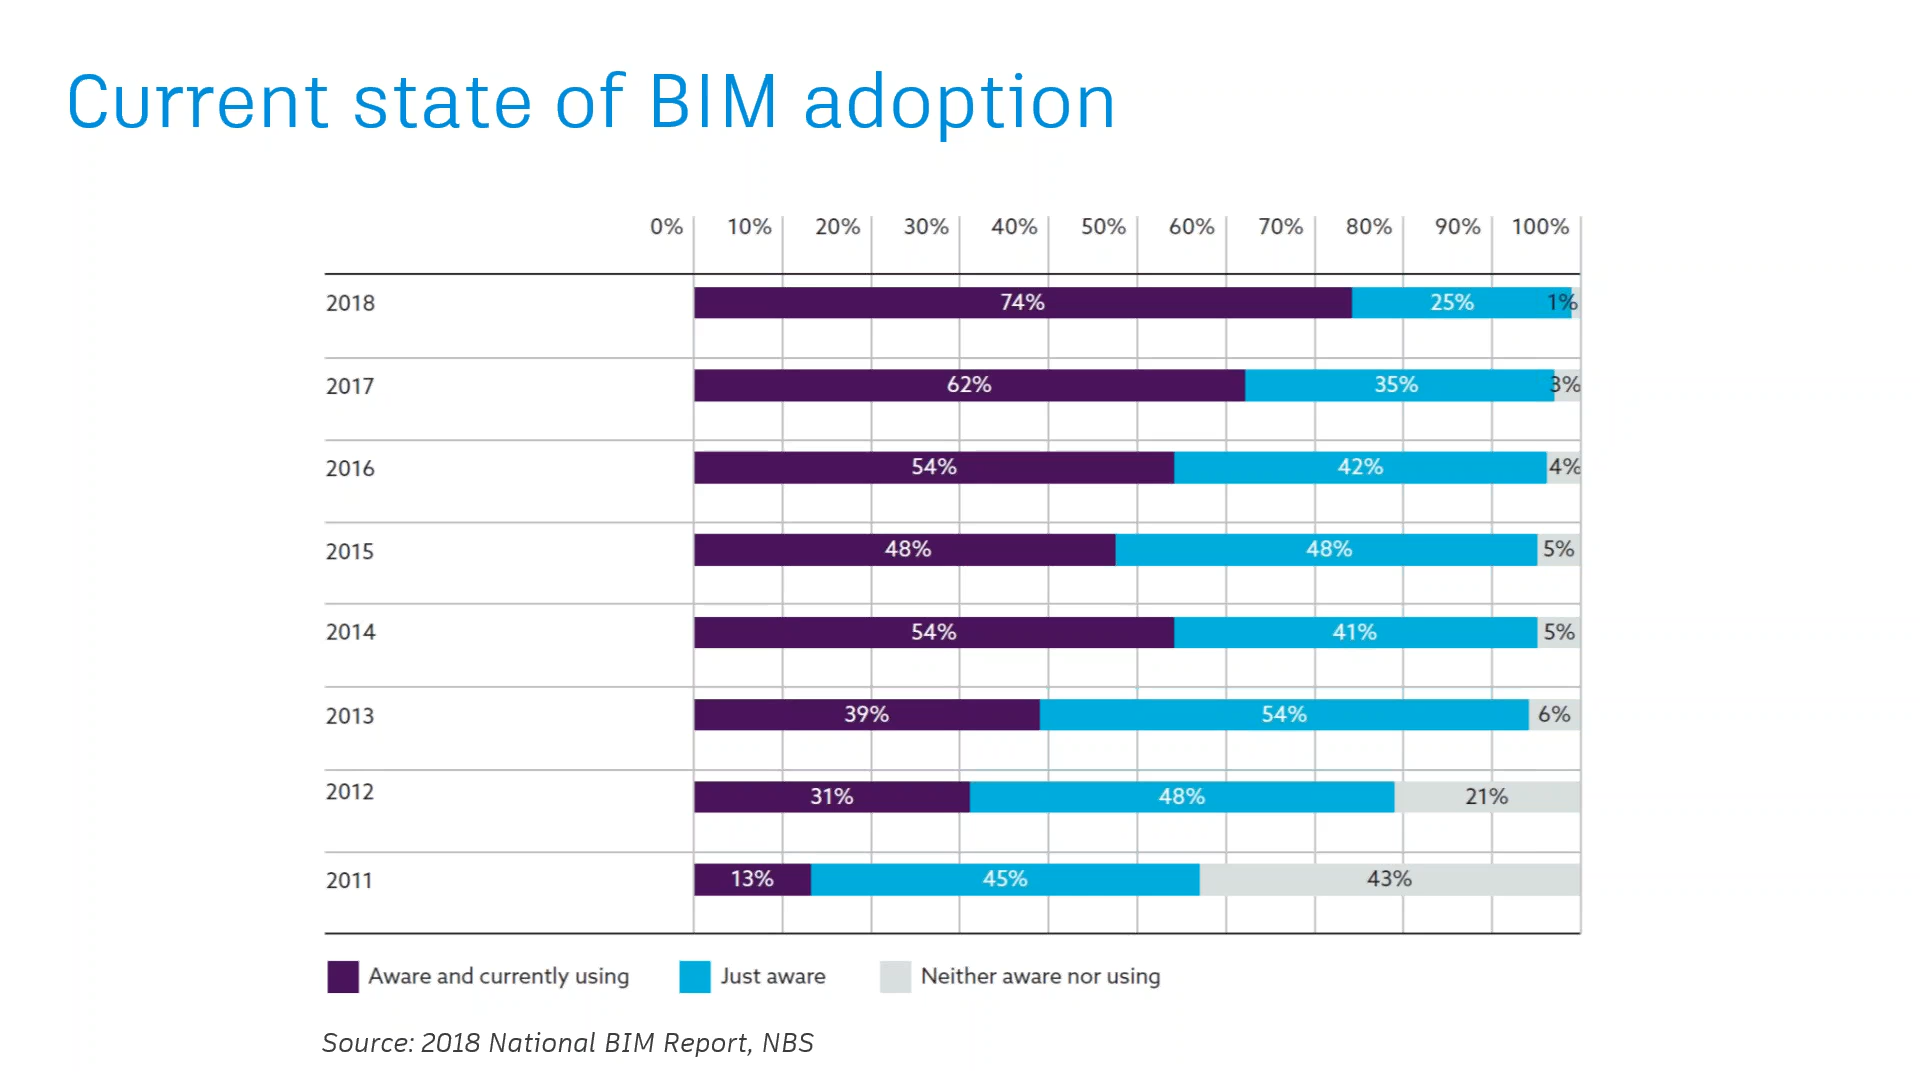 Current state of BIM adoption
0% 10% 20% 30% 40% 50% 60% 70% 80% 90% 100%
2018 74% 25% 1%
2017 62% 35% 3%
2016 54% 42% 4%
2015 48% 48% 5%
2014 54% 41% 5%
2013 39% 54% 6%
2012 31% 48% 21%
2011 13% 45% 43%
Aware and currently using Just aware Neither aware nor using
Source: 2018 National BIM Report, NBS